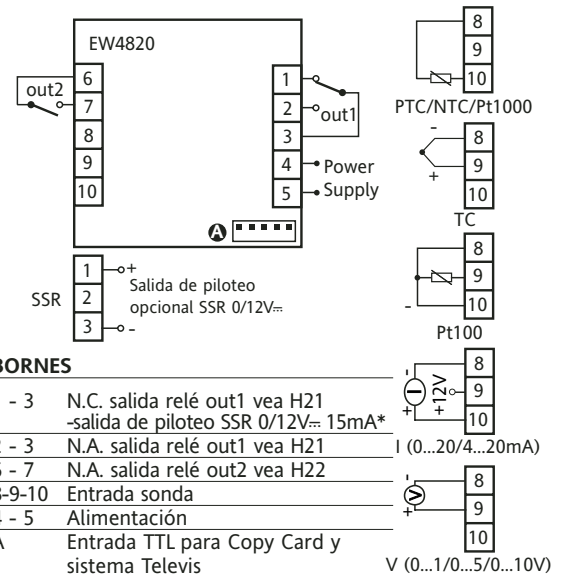 EW4820
out2
6
7
8
9
10
1
2
3
4
5
out1
Power
Supply
A
SSR
1
2
3
+
-
Salida de piloteo
opcional SSR 0/12V⎓
8
9
10
PTC/NTC/Pt1000
-
+
8
9
10
TC
-
8
9
10
Pt100
-
I
+
+12V
8
9
10
I (0...20/4...20mA)
-
V
+
8
9
10
V (0...1/0...5/0...10V)
BORNES
- 3 N.C. salida relé out1 vea H21
-salida de piloteo SSR 0/12V⎓ 15mA*
- 3 N.A. salida relé out1 vea H21
- 7 N.A. salida relé out2 vea H22
-9-10 Entrada sonda
- 5 Alimentación
A Entrada TTL para Copy Card y
sistema Televis